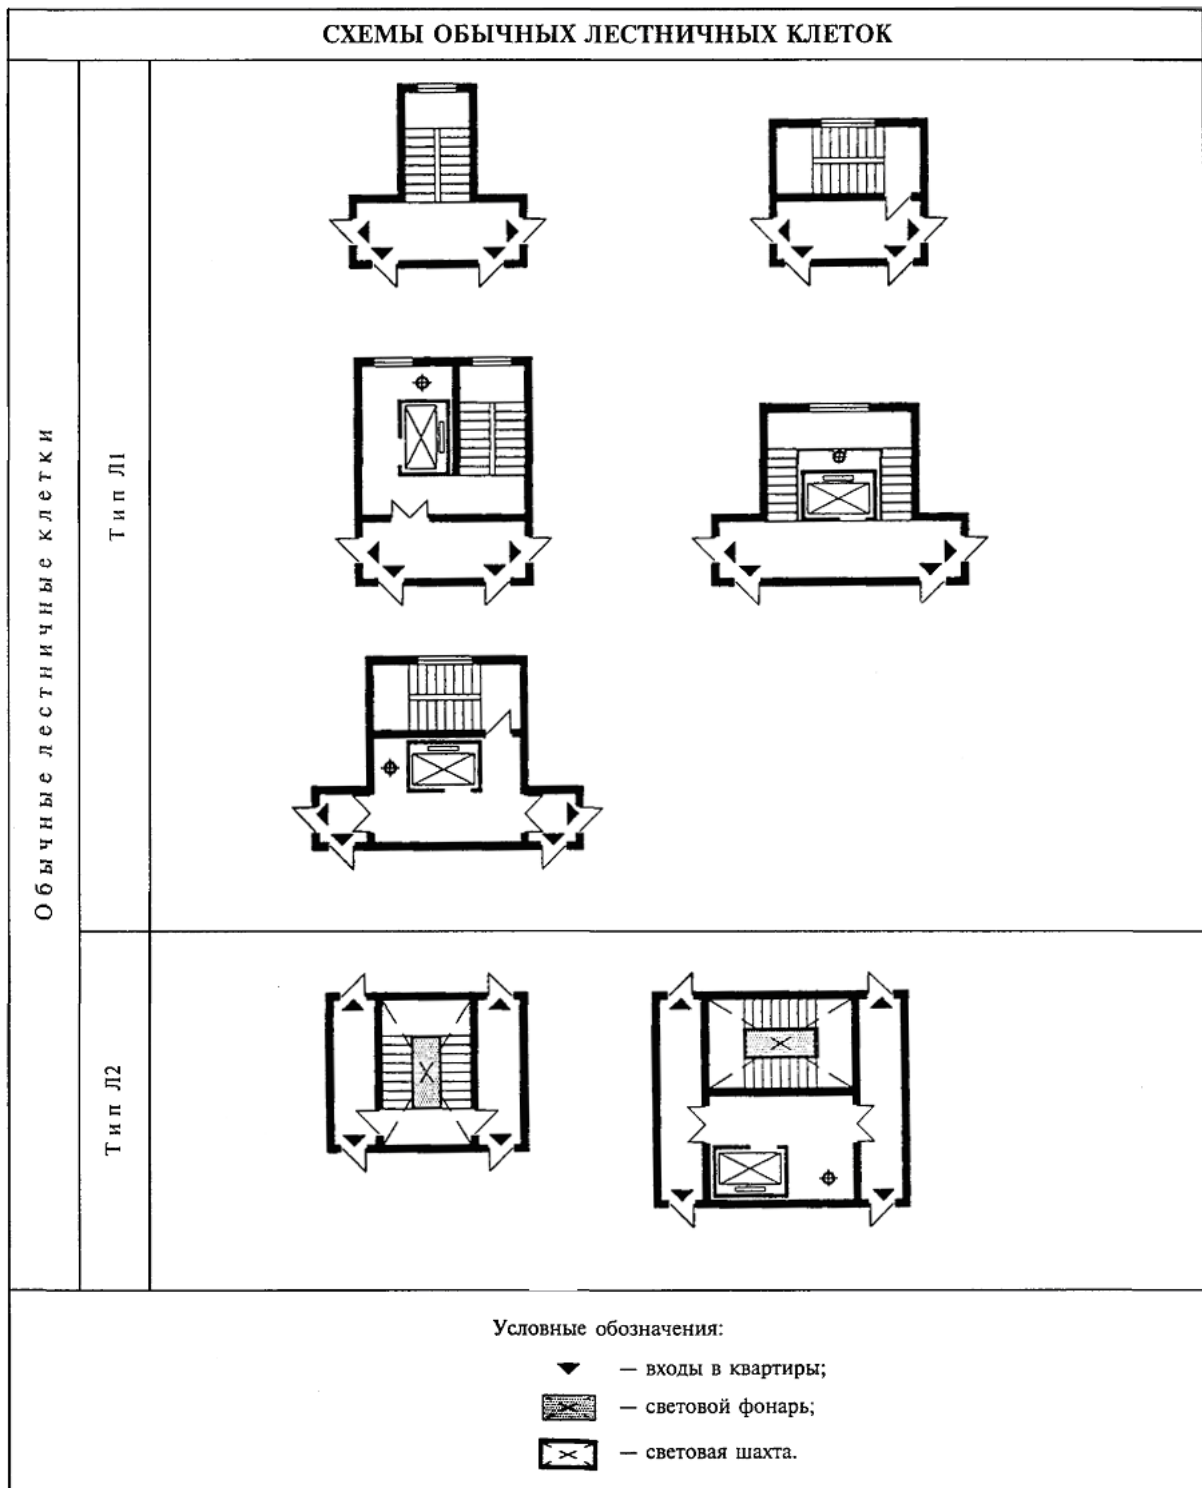 СХЕМЫ ОБЫЧНЫХ ЛЕСТНИЧНЫХ КЛЕТОК
Обычные лестничные клетки
Тип Л1
Тип Л2
Условные обозначения:
— входы в квартиры;
— световой фонарь;
— световая шахта.